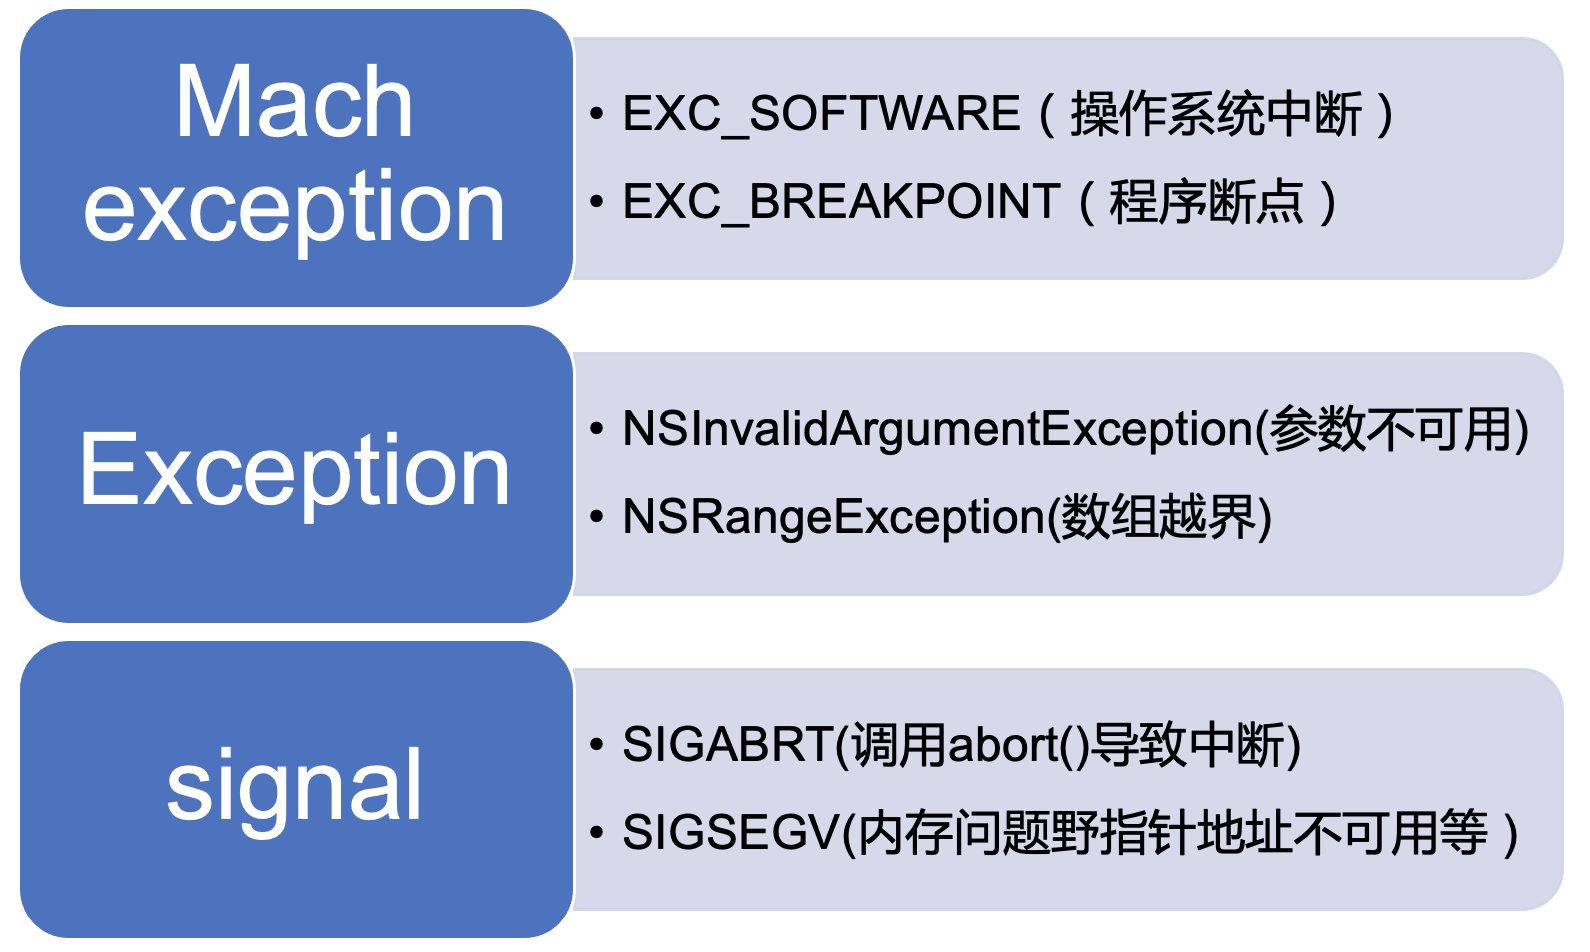 Mach
exception
• EXC_SOFTWARE（操作系统中断）
• EXC_BREAKPOINT（程序断点）
Exception
• NSInvalidArgumentException(参数不可用)
• NSRangeException(数组越界)
signal
• SIGABRT(调用abort()导致中断)
• SIGSEGV(内存问题野指针地址不可用等）